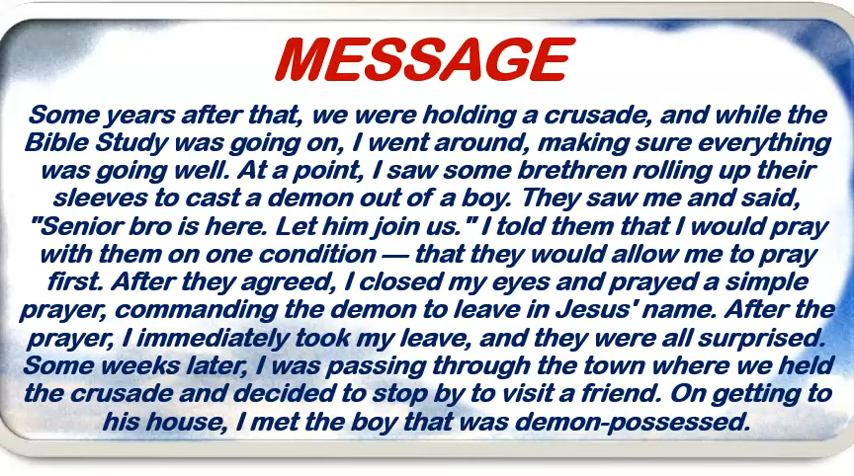 MESSAGE
Some years after that, we were holding a crusade, and while the
Bible Study was going on, I went around, making sure everything
was going well. At a point, I saw some brethren rolling up their
sleeves to cast a demon out of a boy. They saw me and said,
"Senior bro is here. Let him join us." I told them that I would pray
with them on one condition — that they would allow me to pray
first. After they agreed, I closed my eyes and prayed a simple
prayer, commanding the demon to leave in Jesus' name. After the
prayer, I immediately took my leave, and they were all surprised.
Some weeks later, I was passing through the town where we held
the crusade and decided to stop by to visit a friend. On getting to
his house, I met the boy that was demon-possessed.